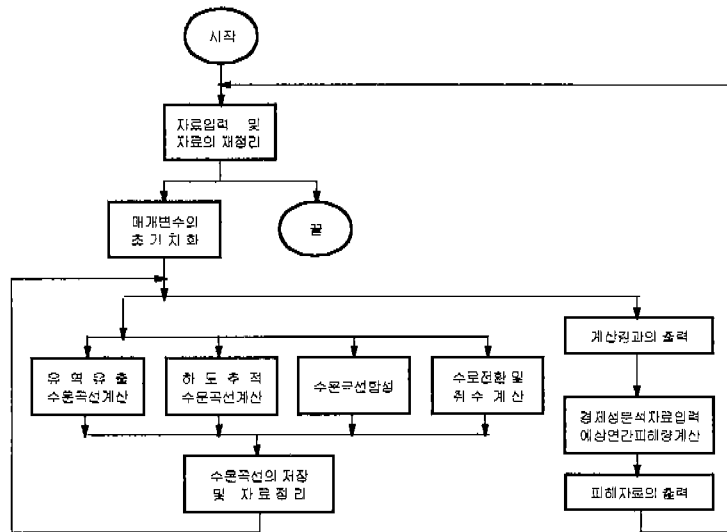 시작
자료입력 및
자료의 재정리
매개변수의
초기치화
끝
유역유출
수문곡선계산
하도추적
수문곡선계산
수문곡선합성
수로전환 및
취수계산
계산결과의 출력
경제성분석자료입력
예상연간피해량계산
수문곡선의 저장
및 자료정리
피해자료의 출력